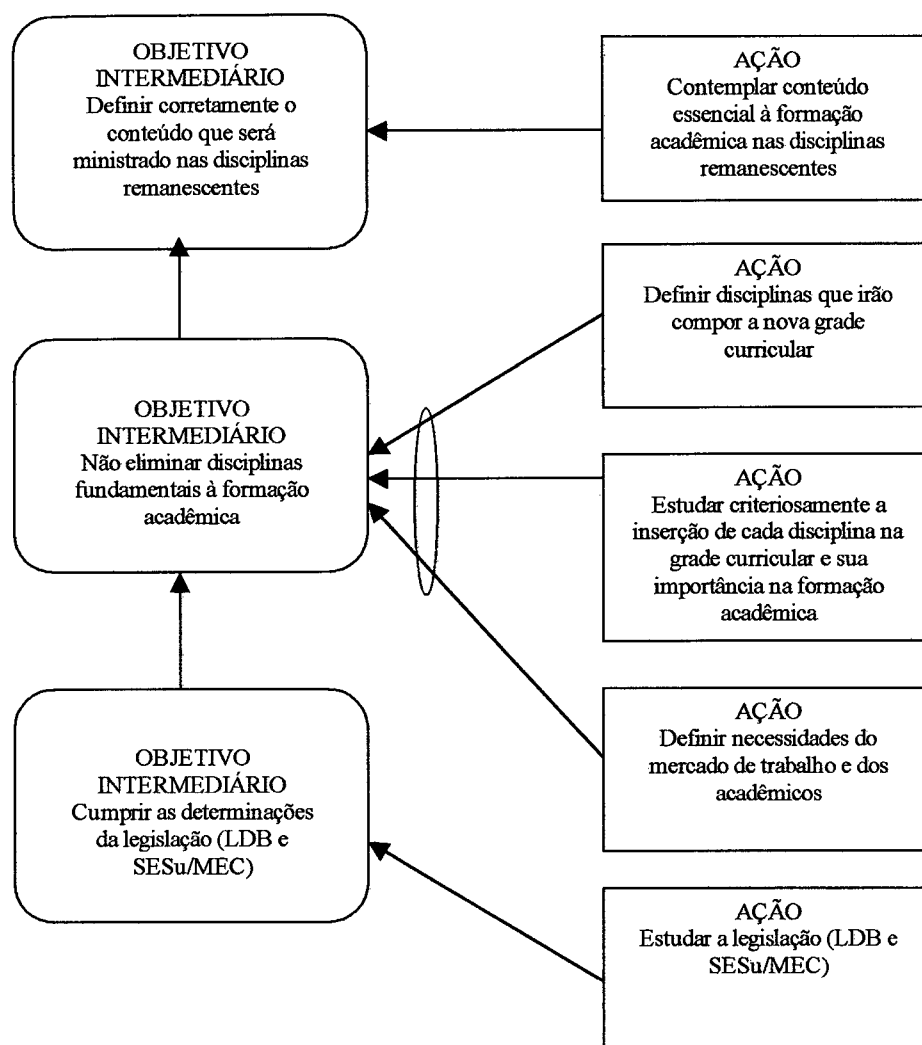 OBJETIVO
INTERMEDIÁRIO
Definir corretamente o
conteúdo que será
ministrado nas disciplinas
remanescentes
AÇÃO
Contemplar conteúdo
essencial à formação
acadêmica nas disciplinas
remanescentes
AÇÃO
Definir disciplinas que irão
compor a nova grade
curricular
OBJETIVO
INTERMEDIÁRIO
Não eliminar disciplinas
fundamentais à formação
acadêmica
AÇÃO
Estudar criteriosamente a
inserção de cada disciplina na
grade curricular e sua
importância na formação
acadêmica
AÇÃO
Definir necessidades do
mercado de trabalho e dos
acadêmicos
OBJETIVO
INTERMEDIÁRIO
Cumprir as determinações
da legislação (LDB e
SESu/MEC)
AÇÃO
Estudar a legislação (LDB e
SESu/MEC)